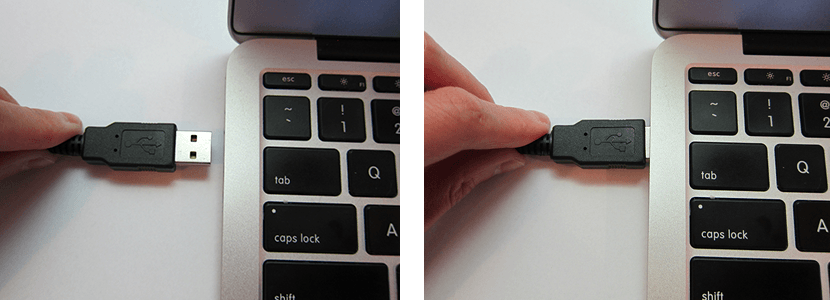 esc
F1
~
`
!
1
@
2
tab
Q
caps lock
A
shift
esc
F1
~
`
!
1
@
2
tab
Q
caps lock
A
shift